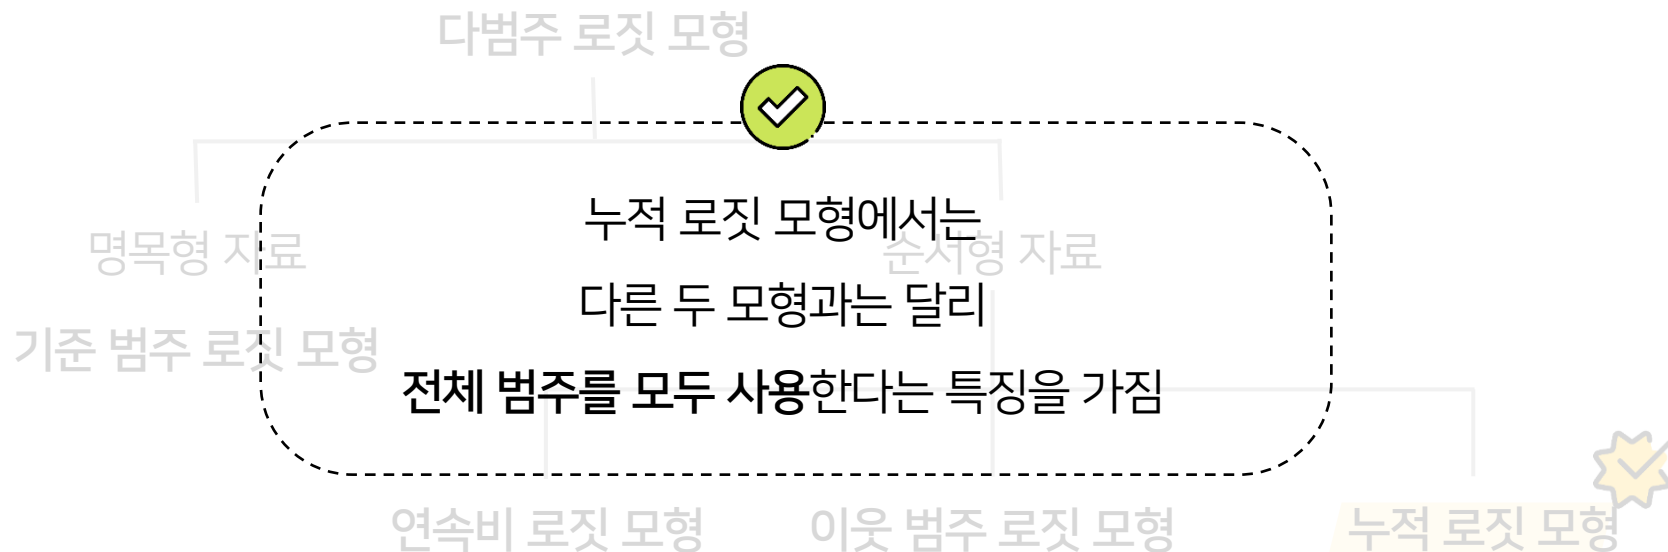 다범주 로짓 모형
누적 로짓 모형에서는
명목형 자료
순서형 자료
다른 두 모형과는 달리
기준 범주 로짓 모형
전체 범주를 모두 사용한다는 특징을 가짐
연속비 로짓 모형
이웃 범주 로짓 모형
누적 로짓 모형